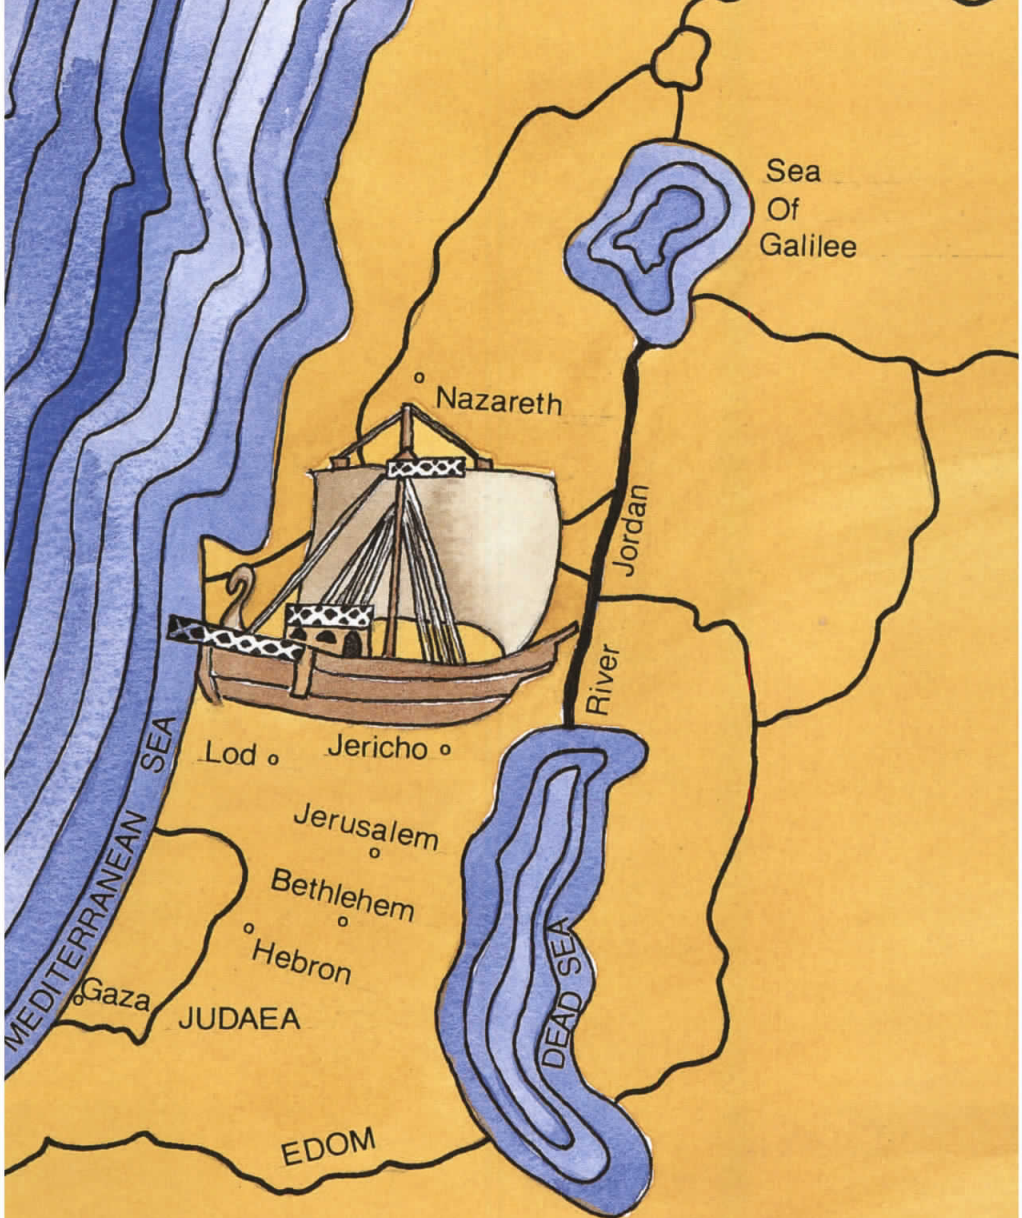 Sea
Of
Galilee
Nazareth
Jordan
River
Lod
Jericho
Jerusalem
Bethlehem
Hebron
Gaza
JUDAEA
EDOM
MEDITERRANEAN SEA
DEAD SEA